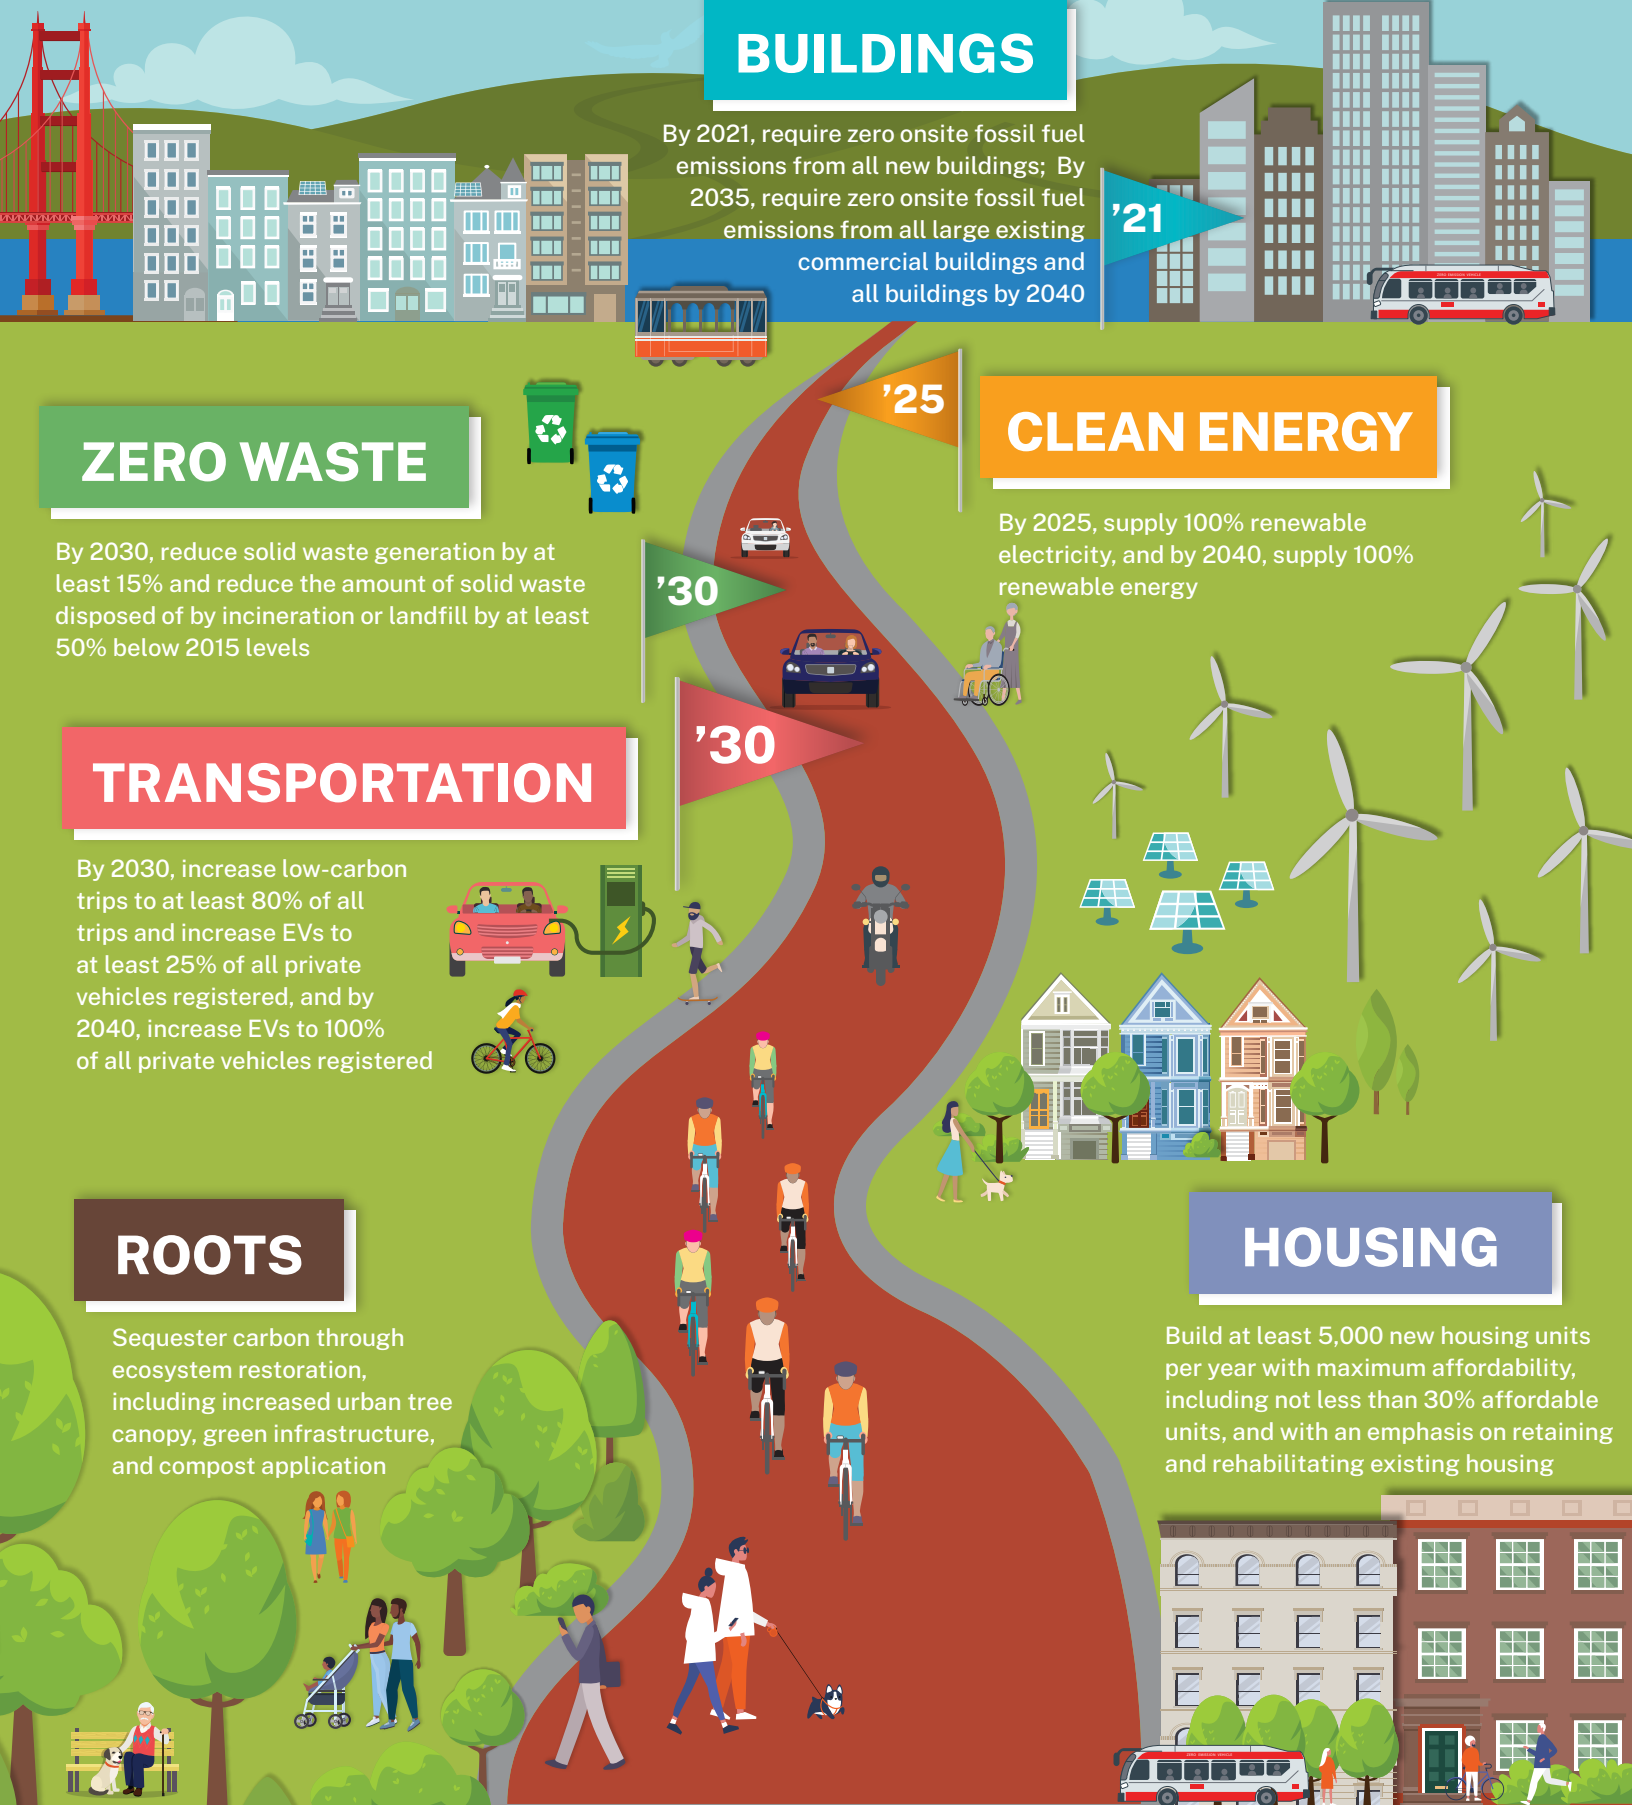 BUILDINGS
By 2021, require zero onsite fossil fuel
emissions from all new buildings; By
2035, require zero onsite fossil fuel
emissions from all large existing
commercial buildings and
all buildings by 2040
’21
ZERO EMISSION VEHICLE
’25
CLEAN ENERGY
By 2025, supply 100% renewable
electricity, and by 2040, supply 100%
renewable energy
ZERO WASTE
By 2030, reduce solid waste generation by at
least 15% and reduce the amount of solid waste
disposed of by incineration or landfill by at least
50% below 2015 levels
’30
TRANSPORTATION
’30
By 2030, increase low-carbon
trips to at least 80% of all
trips and increase EVs to
at least 25% of all private
vehicles registered, and by
2040, increase EVs to 100%
of all private vehicles registered
ROOTS
Sequester carbon through
ecosystem restoration,
including increased urban tree
canopy, green infrastructure,
and compost application
HOUSING
Build at least 5,000 new housing units
per year with maximum affordability,
including not less than 30% affordable
units, and with an emphasis on retaining
and rehabilitating existing housing
ZERO EMISSION VEHICLE